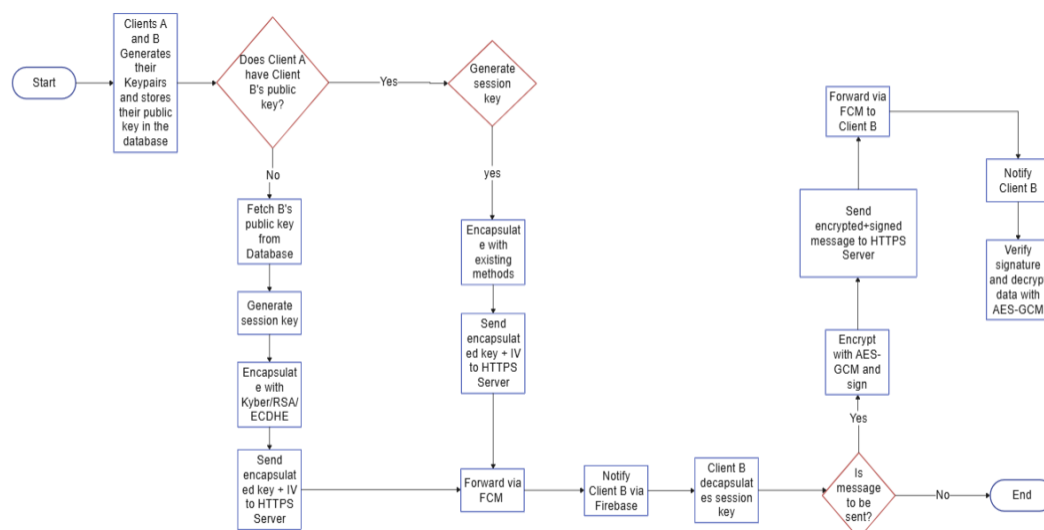 Start
Clients A
and B
Generates
their
Keypairs
and stores
their public
key in the
database
Does Client A
have Client
B's public
key?
Yes
Generate
session
key
No
yes
Fetch B's
public key
from
Database
Generate
session key
Encapsulat
e with
Kyber/RSA/
ECDHE
Send
encapsulat
ed key + IV
to HTTPS
Server
Encapsulat
e with
existing
methods
Send
encapsulat
ed key + IV
to HTTPS
Server
Forward via
FCM
Notify
Client B via
Firebase
Client B
decapsulat
es session
key
Is
message
to be
sent?
No
End
Yes
Encrypt
with AES-
GCM and
sign
Send
encrypted+signed
message to HTTPS
Server
Forward via
FCM to
Client B
Notify
Client B
Verify
signature
and decrypt
data with
AES-GCM